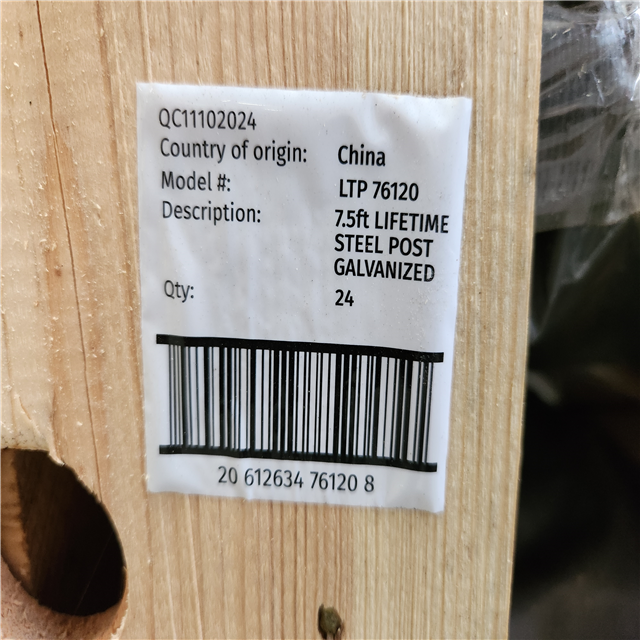 QC11102024
Country of origin: China
Model #: LTP 76120
Description: 7.5ft LIFETIME
STEEL POST
GALVANIZED
Qty: 24
20 612634 76120 8